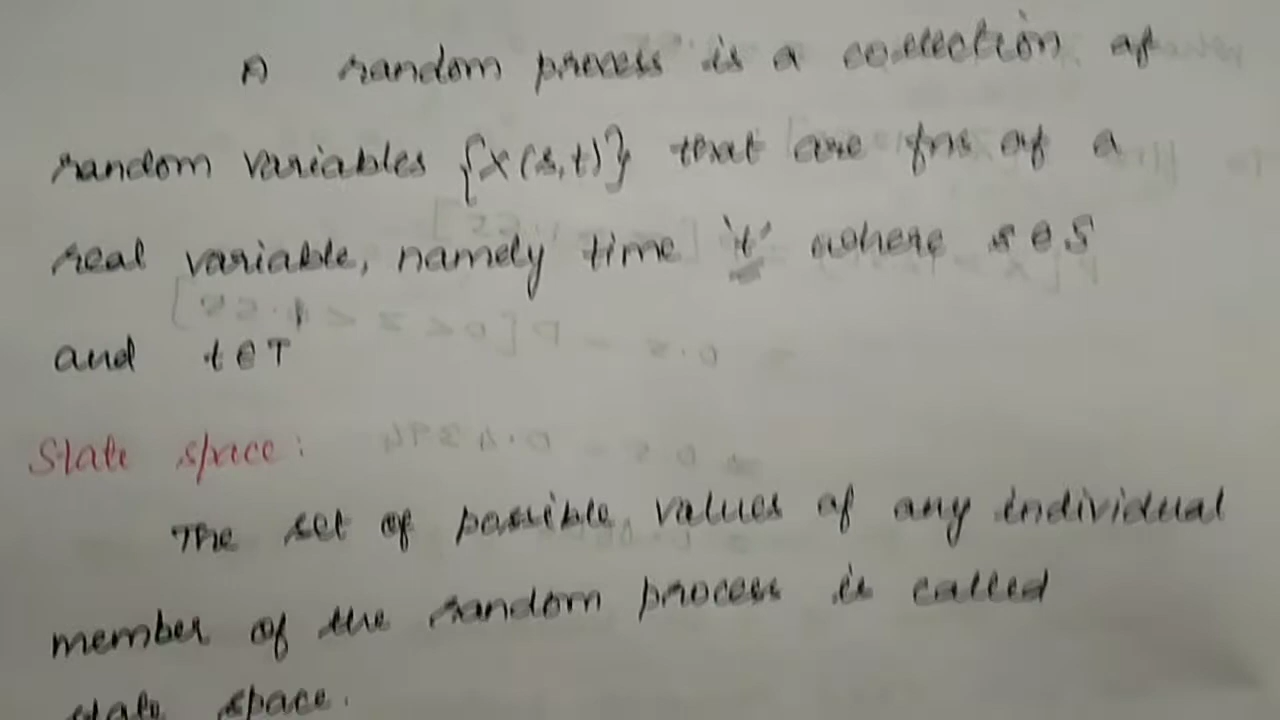 A random process is a collection of
random variables {X(s,t)} that are fns of a
real variable, namely time 't' where s ∈ S
and t ∈ T
State space:
The set of possible values of any individual
member of the random process is called
state space.